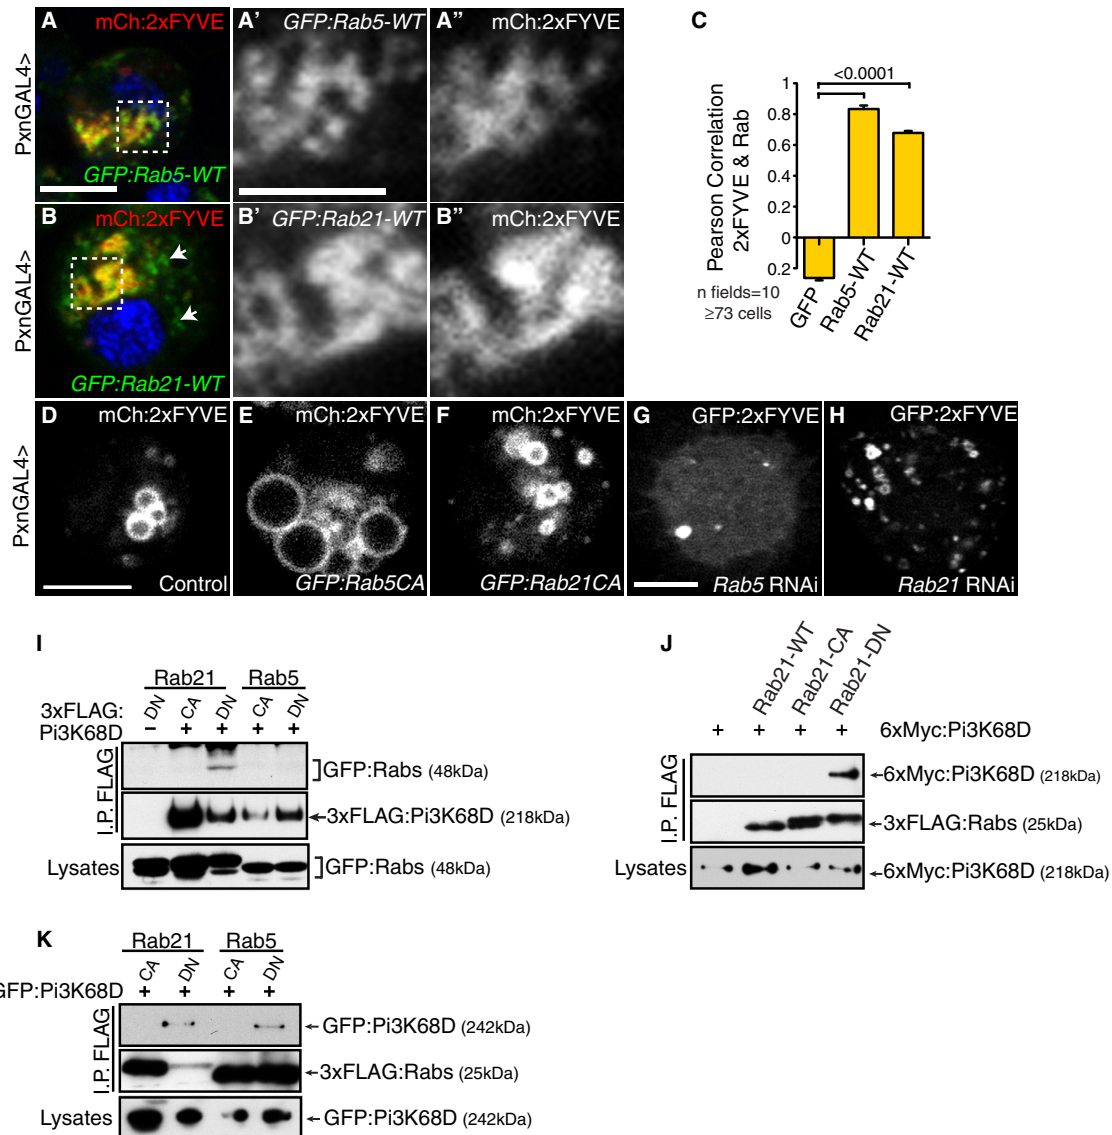 A
mCh:2xFYVE
GFP:Rab5-WT
PxnGAL4>
A'
GFP:Rab5-WT
A''
mCh:2xFYVE
B
mCh:2xFYVE
GFP:Rab21-WT
PxnGAL4>
B'
GFP:Rab21-WT
B''
mCh:2xFYVE
C
<0.0001
Pearson Correlation
2xFYVE & Rab
1
0.8
0.6
0.4
0.2
0
0.2
n fields=10
≥73 cells
GFP
Rab5-WT
Rab21-WT
PxnGAL4>
D
mCh:2xFYVE
Control
E
mCh:2xFYVE
GFP:Rab5CA
F
mCh:2xFYVE
GFP:Rab21CA
G
GFP:2xFYVE
Rab5 RNAi
H
GFP:2xFYVE
Rab21 RNAi
I
Rab21 Rab5
3xFLAG: DN CA DN CA DN
Pi3K68D − + + + +
I.P. FLAG
GFP:Rabs (48kDa)
3xFLAG:Pi3K68D (218kDa)
Lysates GFP:Rabs (48kDa)
J
Rab21-WT
Rab21-CA
Rab21-DN
+ + + + 6xMyc:Pi3K68D
I.P. FLAG
6xMyc:Pi3K68D (218kDa)
3xFLAG:Rabs (25kDa)
Lysates 6xMyc:Pi3K68D (218kDa)
K
Rab21 Rab5
CA DN CA DN
GFP:Pi3K68D + + + +
I.P. FLAG
GFP:Pi3K68D (242kDa)
3xFLAG:Rabs (25kDa)
Lysates GFP:Pi3K68D (242kDa)